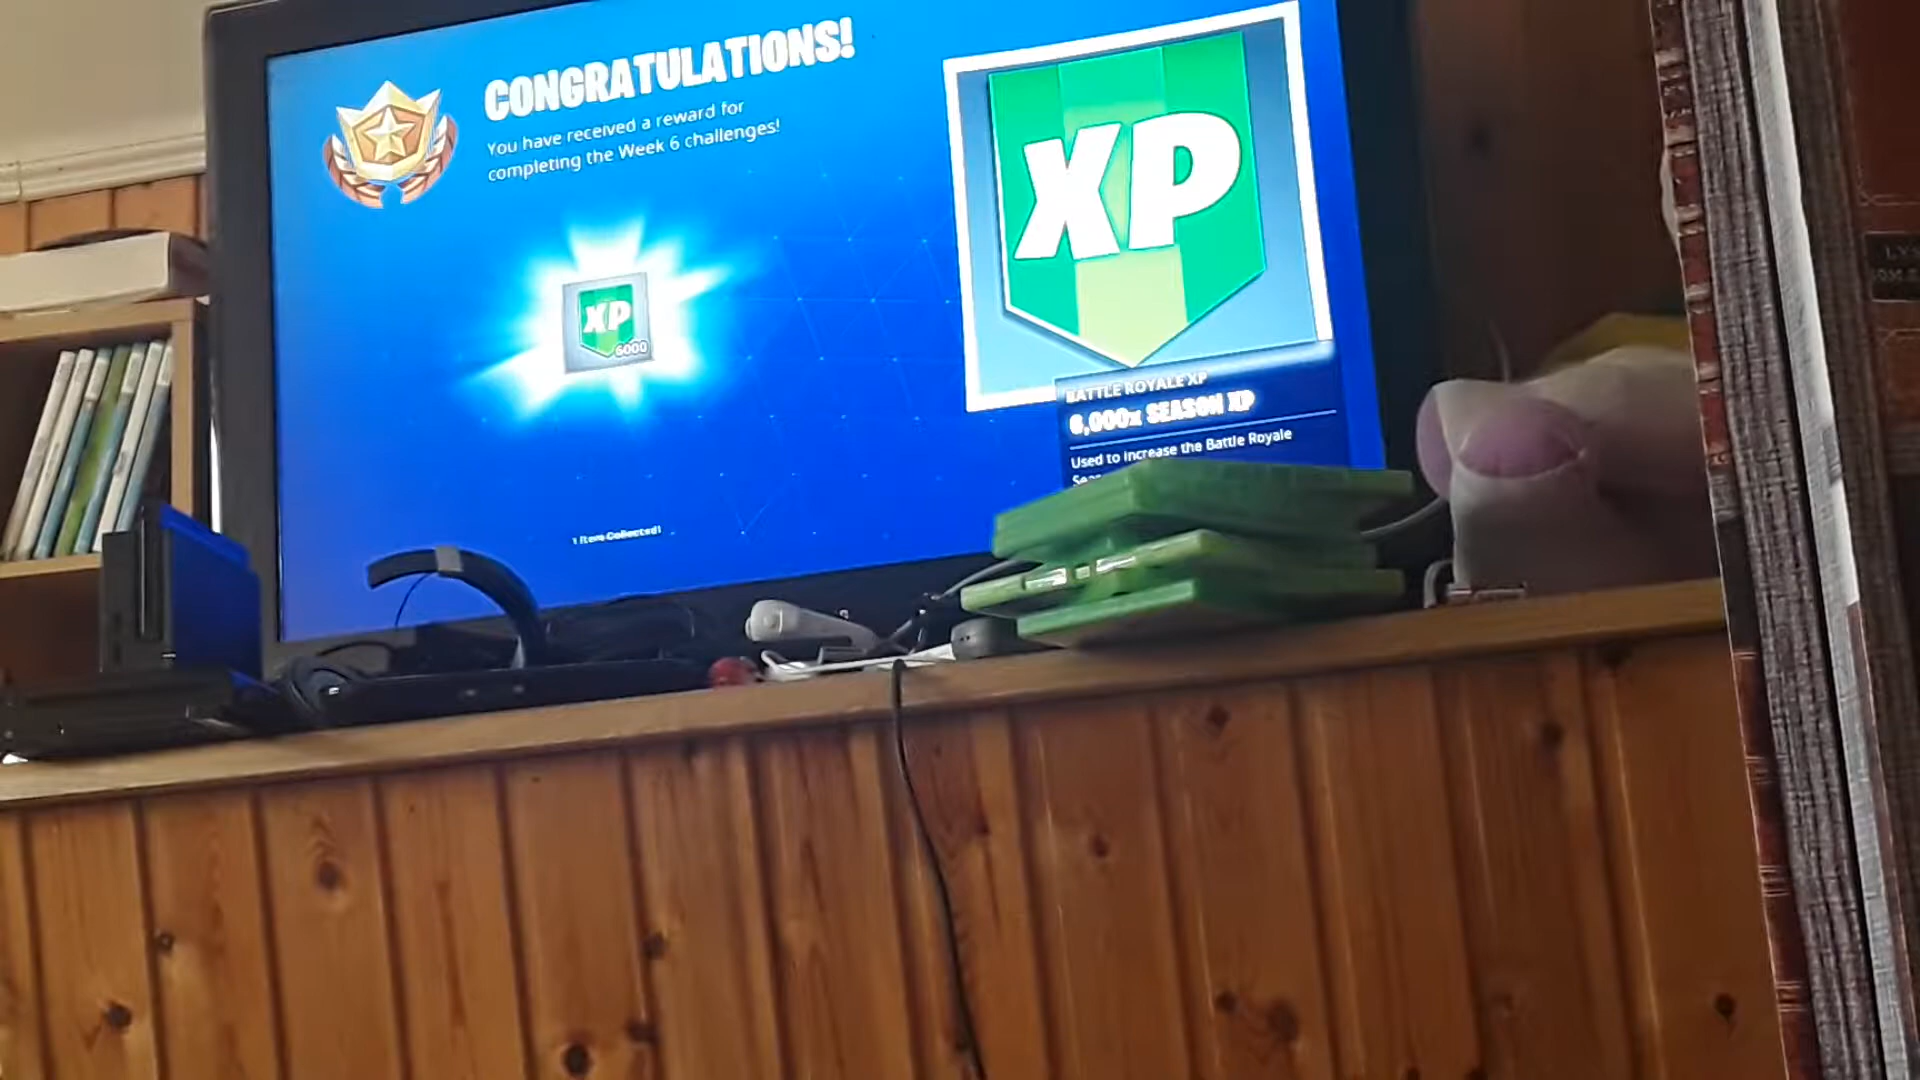 CONGRATULATIONS!
You have received a reward for
completing the Week 6 challenges!
XP
6000
XP
BATTLE ROYALE XP
6,000x SEASON XP
Used to increase the Battle Royale
1 Item Collected!